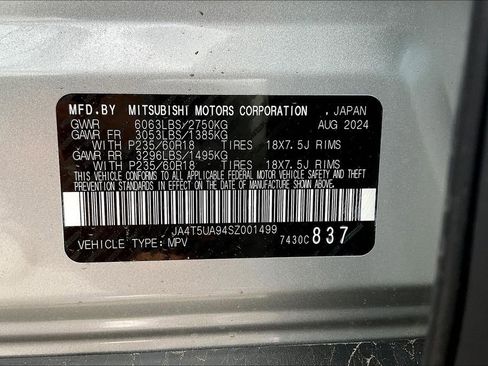 MFD.BY MITSUBISHI MOTORS CORPORATION , JAPAN
GVWR 6063LBS/2750KG AUG 2024
GAWR FR 3053LBS/1385KG
~ WITH P235/60R18 TIRES 18X7.5J RIMS
GAWR RR 3296LBS/1495KG
~ WITH P235/60R18 TIRES 18X7.5J RIMS
THIS VEHICLE CONFORMS TO ALL APPLICABLE FEDERAL
MOTOR VEHICLE SAFETY AND THEFT
PREVENTION STANDARDS IN EFFECT ON THE DATE OF MANUFACTURE SHOWN ABOVE.
JA4T5UA94SZ001499
VEHICLE TYPE: MPV 7430C 837